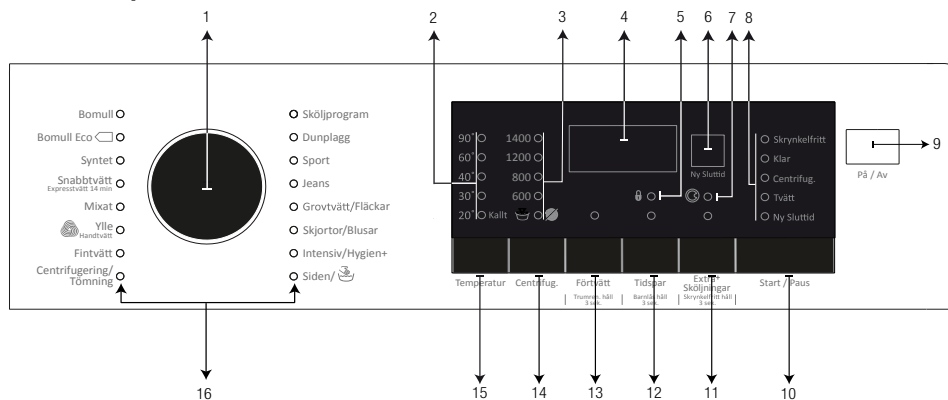 1
2
3
4
5
6
7
8
Bomull
Bomull Eco
Syntet
Snabbtvätt
Expresstvätt 14 min
Mixat
Ylle
Handtvätt
Fintvätt
Centrifugering/
Tömning
Sköljprogram
Dunplagg
Sport
Jeans
Grovtvätt/Fläckar
Skjortor/Blusar
Intensiv/Hygien+
Siden/
90˚
60˚
40˚
30˚
20˚ Kallt
1400
1200
800
600
Ny Sluttid
Skrynkelfritt
Klar
Centrifug.
Tvätt
Ny Sluttid
9
På / Av
Temperatur
Centrifug.
Förtvätt
Trumren. håll
3 sek.
Tidspar
Barnlås håll
3 sek.
Extra+
Sköljningar
Skrynkelfritt håll
3 sek.
Start / Paus
16
15
14
13
12
11
10